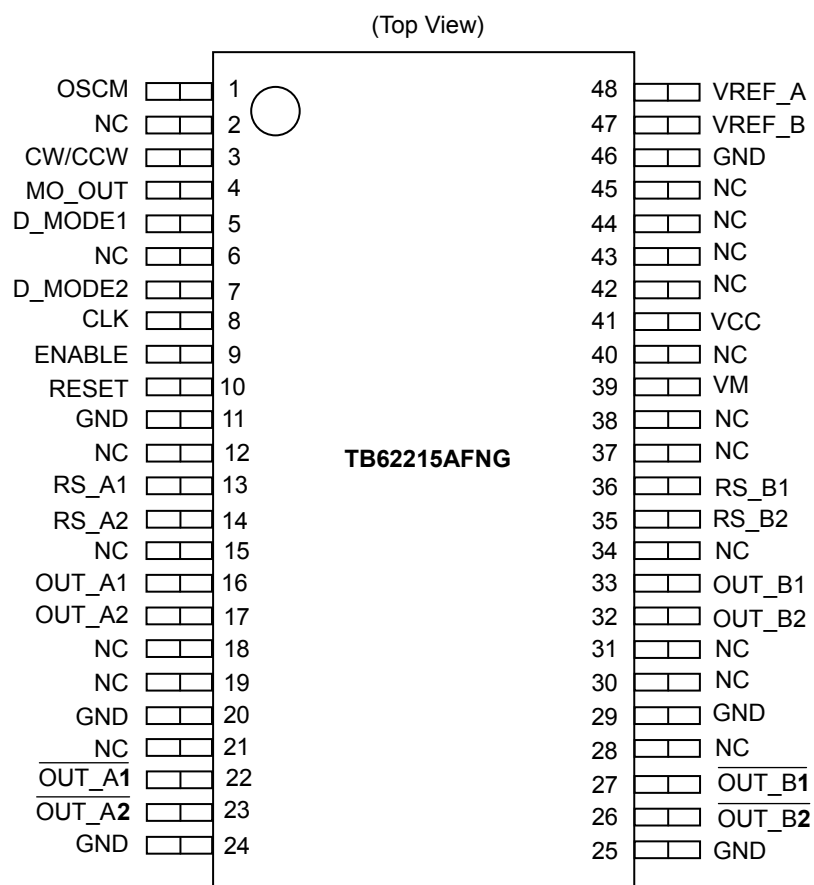 (Top View)
OSCM 1 48 VREF_A
NC 2 47 VREF_B
CW/CCW 3 46 GND
MO_OUT 4 45 NC
D_MODE1 5 44 NC
NC 6 43 NC
D_MODE2 7 42 NC
CLK 8 41 VCC
ENABLE 9 40 NC
RESET 10 39 VM
GND 11 38 NC
NC 12 TB62215AFNG 37 NC
RS_A1 13 36 RS_B1
RS_A2 14 35 RS_B2
NC 15 34 NC
OUT_A1 16 33 OUT_B1
OUT_A2 17 32 OUT_B2
NC 18 31 NC
NC 19 30 NC
GND 20 29 GND
NC 21 28 NC
OUT_A1 22 27 OUT_B1
OUT_A2 23 26 OUT_B2
GND 24 25 GND